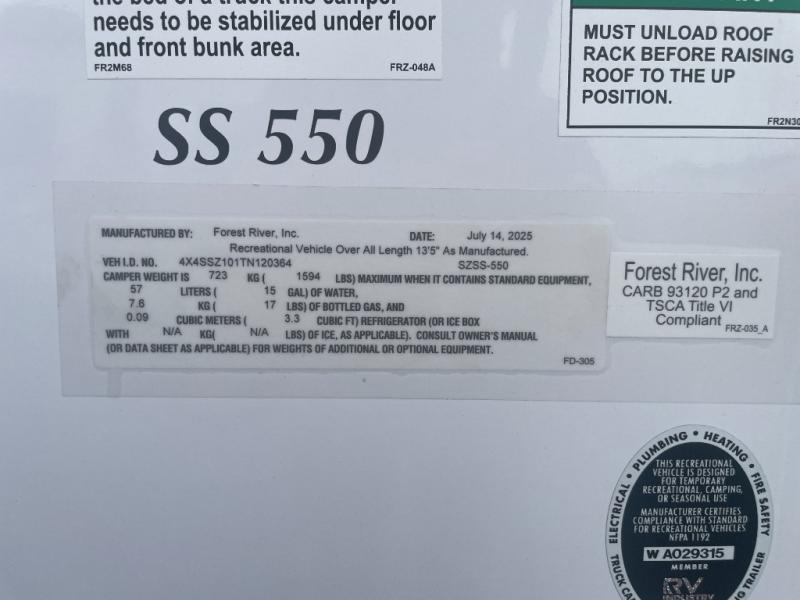 the bed of a truck this camper
needs to be stabilized under floor
and front bunk area.
FR2M68 FRZ-048A
MUST UNLOAD ROOF
RACK BEFORE RAISING
ROOF TO THE UP
POSITION.
FR2N30
SS 550
MANUFACTURED BY: Forest River, Inc. DATE: July 14, 2025
Recreational Vehicle Over All Length 13'5" As Manufactured.
VEH I.D. NO. 4X4SSZ101TN120364 SZSS-550
CAMPER WEIGHT IS 723 KG ( 1594 LBS) MAXIMUM WHEN IT CONTAINS STANDARD EQUIPMENT,
57 LITERS ( 15 GAL) OF WATER,
7.6 KG ( 17 LBS) OF BOTTLED GAS, AND
0.09 CUBIC METERS ( 3.3 CUBIC FT) REFRIGERATOR (OR ICE BOX
WITH N/A KG( N/A LBS) OF ICE, AS APPLICABLE). CONSULT OWNER'S MANUAL
(OR DATA SHEET AS APPLICABLE) FOR WEIGHTS OF ADDITIONAL OR OPTIONAL EQUIPMENT.
FD-305
Forest River, Inc.
CARB 93120 P2 and
TSCA Title VI
Compliant FRZ-035_A
ELECTRICAL • PLUMBING • HEATING • FIRE SAFETY
THIS RECREATIONAL
VEHICLE IS DESIGNED
FOR TEMPORARY
RECREATIONAL, CAMPING,
OR SEASONAL USE
MANUFACTURER CERTIFIES
COMPLIANCE WITH STANDARD
FOR RECREATIONAL VEHICLES
NFPA 1192
W A029315
MEMBER
RV
INDUSTRY
TRUCK CA
G TRAILER